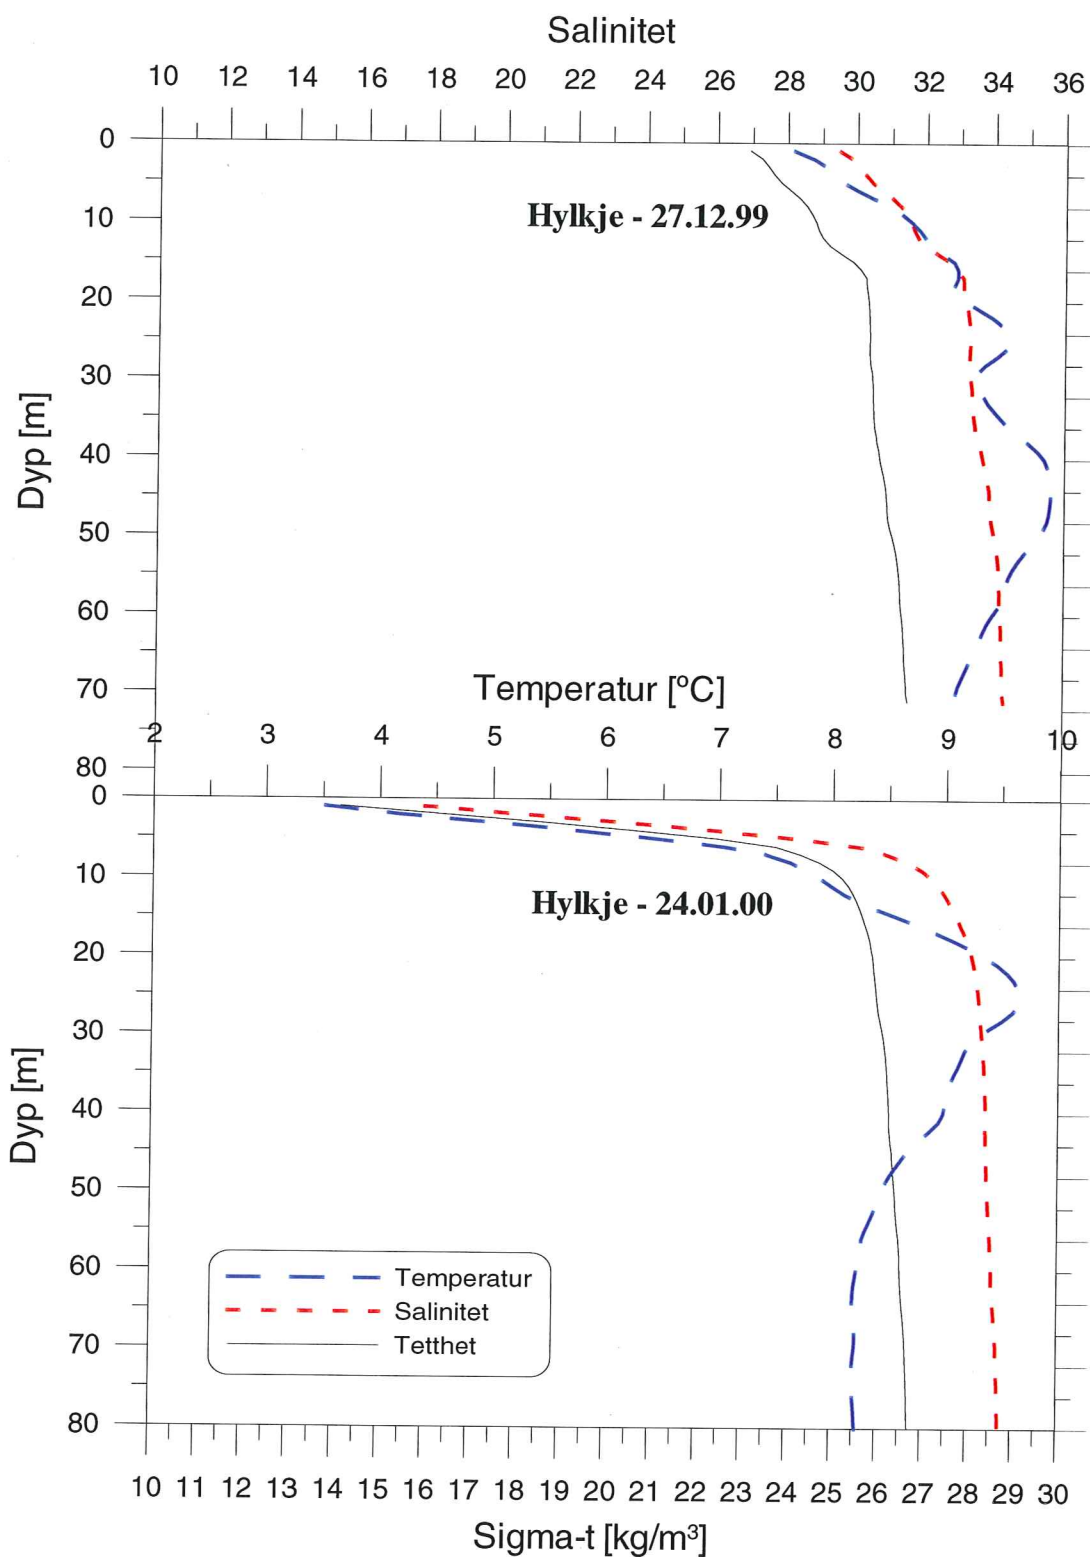 Salinitet
10 12 14 16 18 20 22 24 26 28 30 32 34 36
0
10
20
30
40
50
60
70
80
Dyp [m]
Hylkje - 27.12.99
Temperatur [ºC]
2 3 4 5 6 7 8 9 10
0
10
20
30
40
50
60
70
80
Dyp [m]
Hylkje - 24.01.00
Temperatur
Salinitet
Tetthet
10 11 12 13 14 15 16 17 18 19 20 21 22 23 24 25 26 27 28 29 30
Sigma-t [kg/m³]